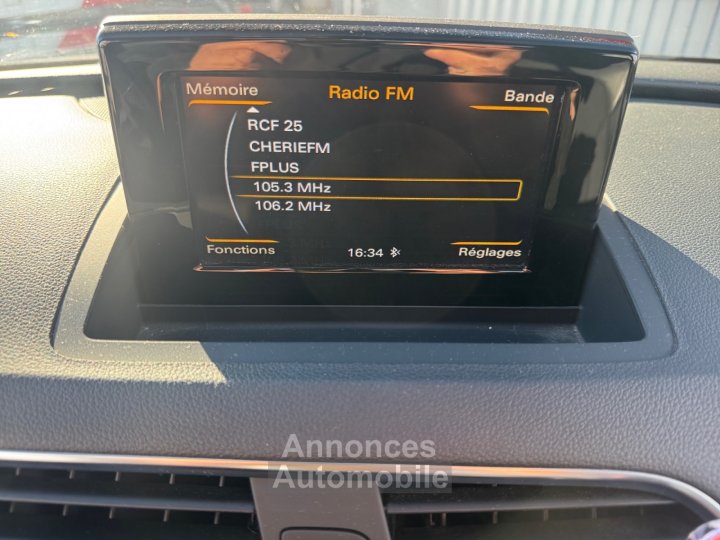 Mémoire Radio FM Bande
RCF 25
CHERIEFM
FPLUS
105.3 MHz
106.2 MHz
Fonctions 16:34 Réglages
Annonces
Automobile